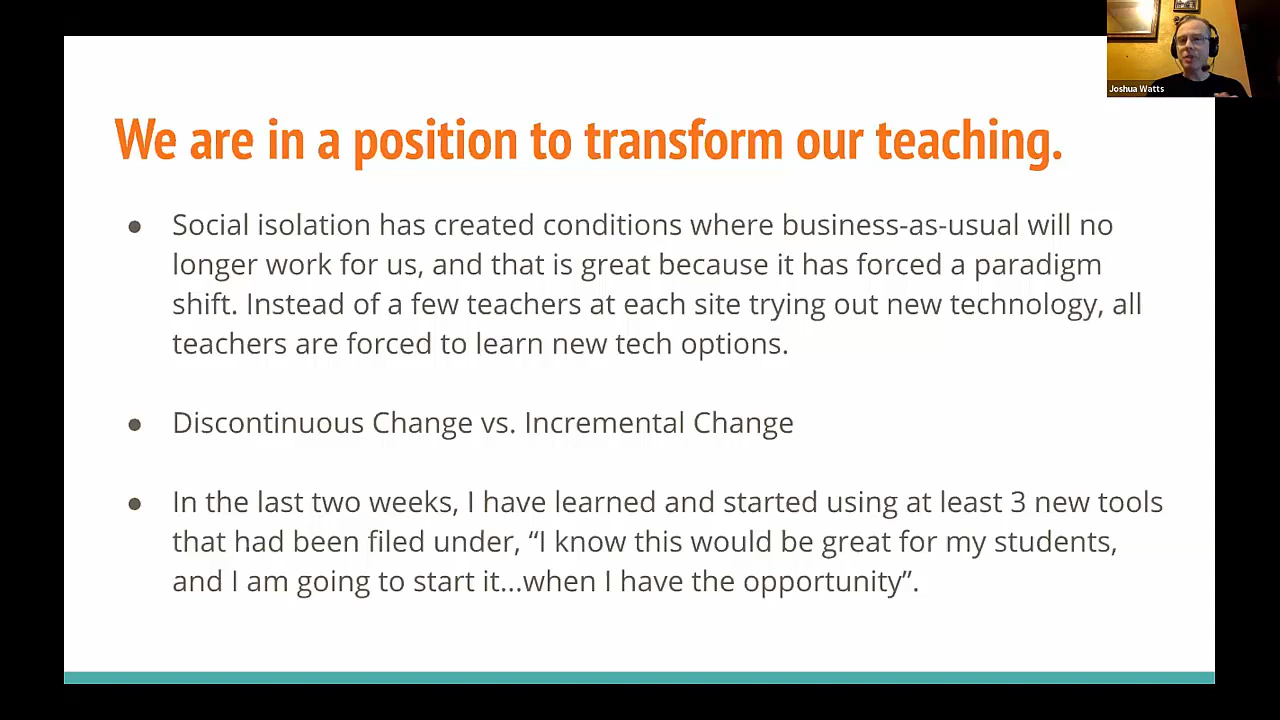 We are in a position to transform our teaching.
● Social isolation has created conditions where business-as-usual will no
longer work for us, and that is great because it has forced a paradigm
shift. Instead of a few teachers at each site trying out new technology, all
teachers are forced to learn new tech options.
● Discontinuous Change vs. Incremental Change
● In the last two weeks, I have learned and started using at least 3 new tools
that had been filed under, “I know this would be great for my students,
and I am going to start it...when I have the opportunity”.
Joshua Watts